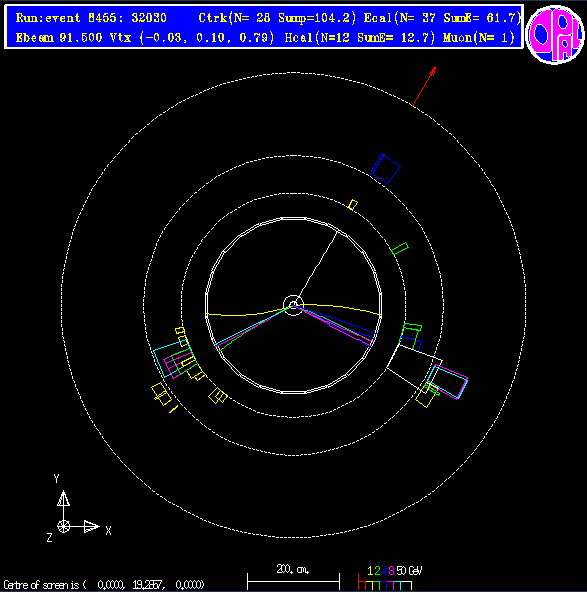 Run:event 8455: 32030 Ctrk(N= 28 Sump=104.2) Ecal(N= 37 SumE= 61.7)
Ebeam 91.500 Vtx (-0.03, 0.10, 0.79) Hcal(N=12 SumE= 12.7) Muon(N= 1)
OPAL
Y
X
Z
200. cm.
1 2 4 8 50 GeV
Centre of screen is ( 0.0000, 19.2857, 0.0000)